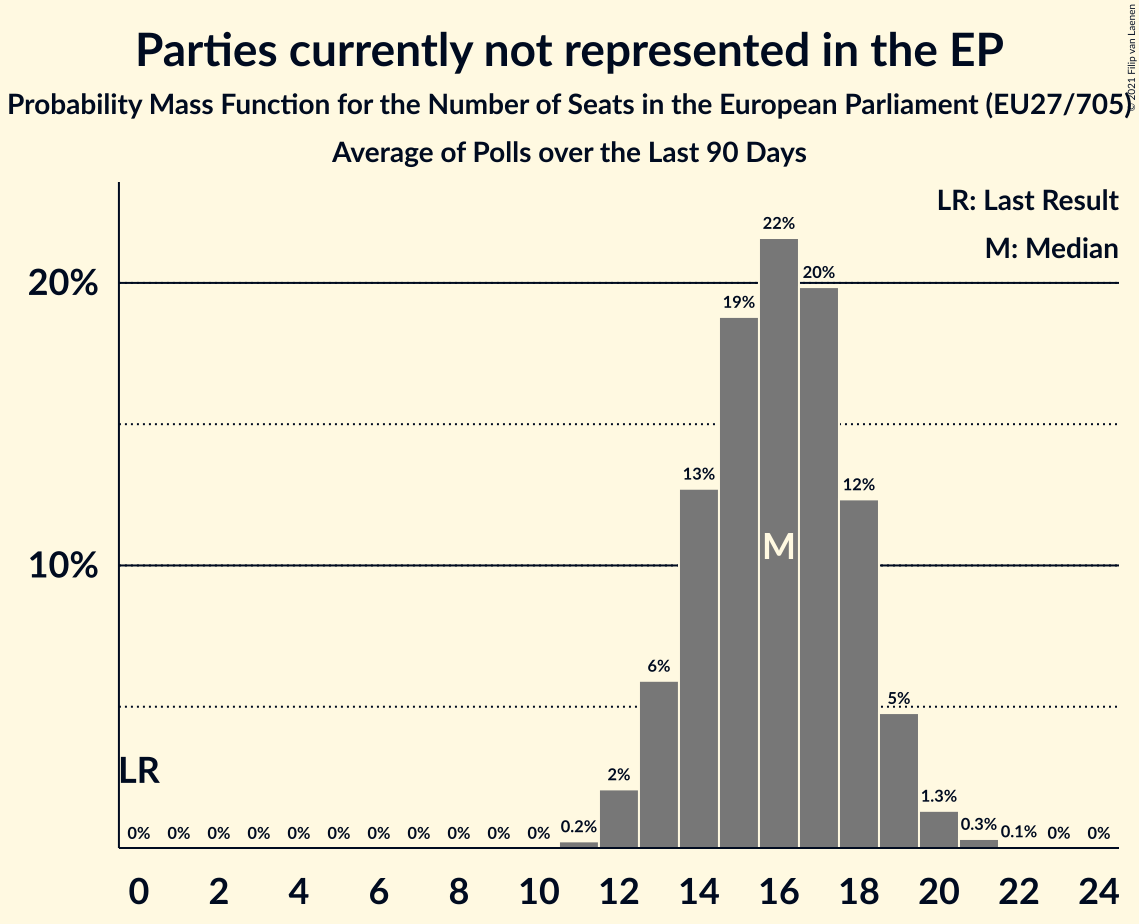 Parties currently not represented in the EP
Probability Mass Function for the Number of Seats in the European Parliament (EU27/705)
Average of Polls over the Last 90 Days
© 2021 Filip van Laenen
LR: Last Result
M: Median
20%
10%
LR
M
0% 0% 0% 0% 0% 0% 0% 0% 0% 0% 0% 0.2% 2% 6% 13% 19% 22% 20% 12% 5% 1.3% 0.3% 0.1% 0% 0%
0 2 4 6 8 10 12 14 16 18 20 22 24